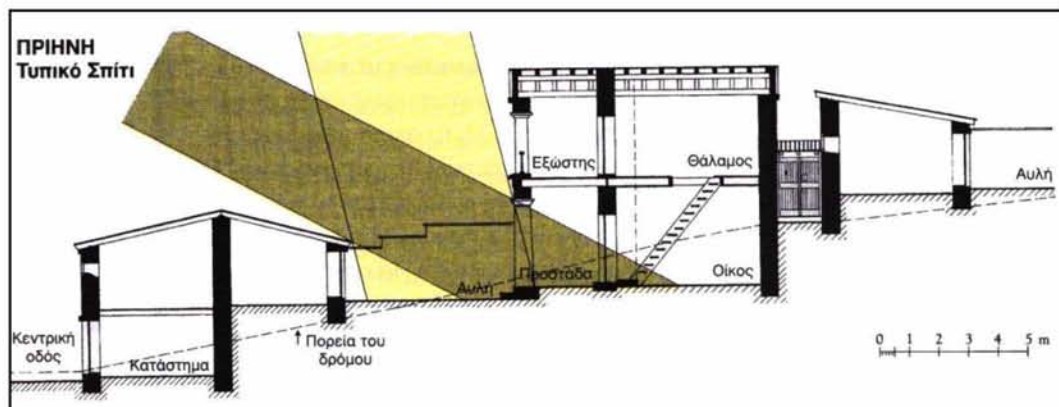 ΠΡΙΗΝΗ
Τυπικό Σπίτι
Εξώστης
Θάλαμος
Αυλή
Αυλή
Προστάδα
Οίκος
Κεντρική
οδός
Κατάστημα
Πορεία του
δρόμου
0 1 2 3 4 5 m